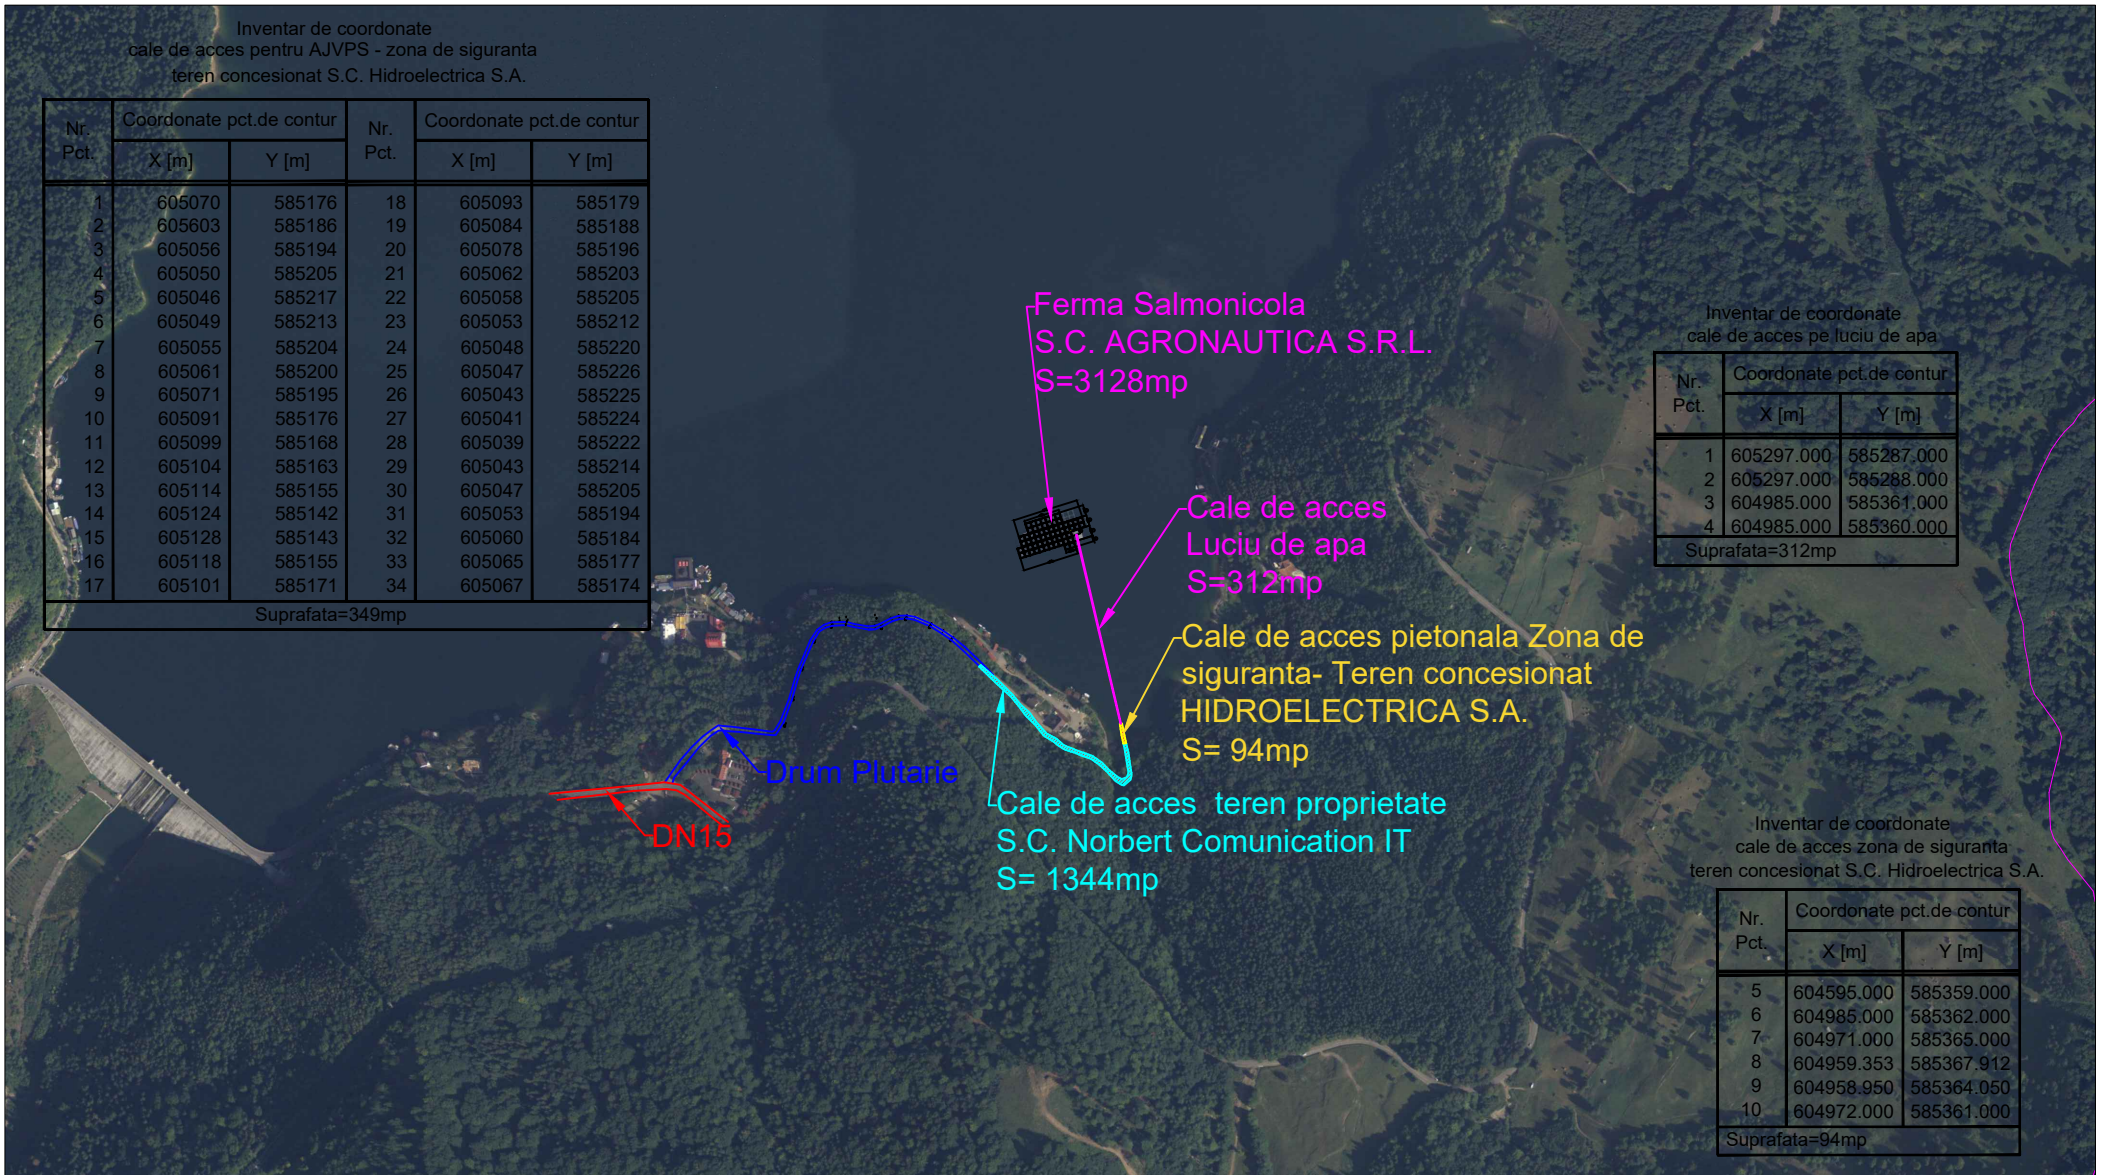 Inventar de coordonate
cale de acces pentru AJVPS - zona de siguranta
teren concesionat S.C. Hidroelectrica S.A.
Nr. Pct. Coordonate pct.de contur Nr. Pct. Coordonate pct.de contur
X [m] Y [m] X [m] Y [m]
1 605070 585176 18 605093 585179
2 605603 585186 19 605084 585188
3 605056 585194 20 605078 585196
4 605050 585205 21 605062 585203
5 605046 585217 22 605058 585205
6 605049 585213 23 605053 585212
7 605055 585204 24 605048 585220
8 605061 585200 25 605047 585226
9 605071 585195 26 605043 585225
10 605091 585176 27 605041 585224
11 605099 585168 28 605039 585222
12 605104 585163 29 605043 585214
13 605114 585155 30 605047 585205
14 605124 585142 31 605053 585194
15 605128 585143 32 605060 585184
16 605118 585155 33 605065 585177
17 605101 585171 34 605067 585174
Suprafata=349mp
Ferma Salmonicola
S.C. AGRONAUTICA S.R.L.
S=3128mp
Cale de acces
Luciu de apa
S=312mp
Cale de acces pietonala Zona de
siguranta- Teren concesionat
HIDROELECTRICA S.A.
S= 94mp
Drum Plutarie
DN15
Cale de acces teren proprietate
S.C. Norbert Comunication IT
S= 1344mp
Inventar de coordonate
cale de acces pe luciu de apa
Nr. Pct. Coordonate pct.de contur
X [m] Y [m]
1 605297.000 585287.000
2 605297.000 585288.000
3 604985.000 585361.000
4 604985.000 585360.000
Suprafata=312mp
Inventar de coordonate
cale de acces zona de siguranta
teren concesionat S.C. Hidroelectrica S.A.
Nr. Pct. Coordonate pct.de contur
X [m] Y [m]
5 604595.000 585359.000
6 604985.000 585362.000
7 604971.000 585365.000
8 604959.353 585367.912
9 604958.950 585364.050
10 604972.000 585361.000
Suprafata=94mp